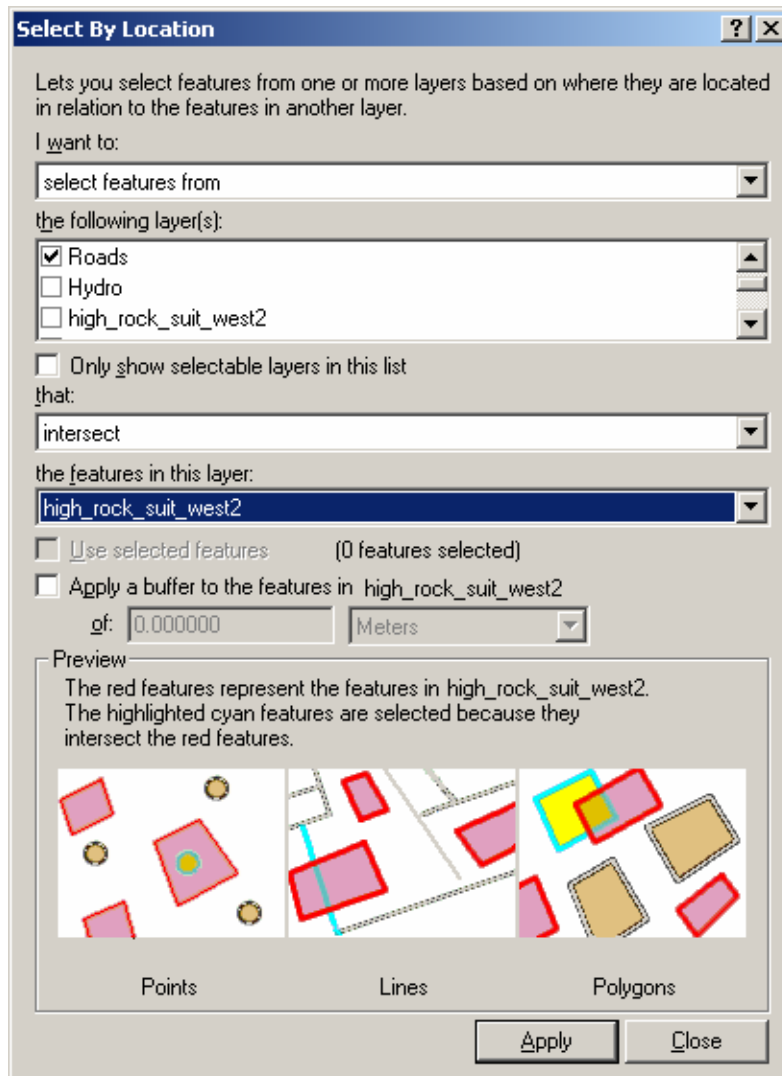 Select By Location
Lets you select features from one or more layers based on where they are located
in relation to the features in another layer.
I want to:
select features from
the following layer(s):
Roads
Hydro
high_rock_suit_west2
Only show selectable layers in this list
that:
intersect
the features in this layer:
high_rock_suit_west2
Use selected features (0 features selected)
Apply a buffer to the features in high_rock_suit_west2
of: 0.000000 Meters
Preview
The red features represent the features in high_rock_suit_west2.
The highlighted cyan features are selected because they
intersect the red features.
Points Lines Polygons
Apply Close